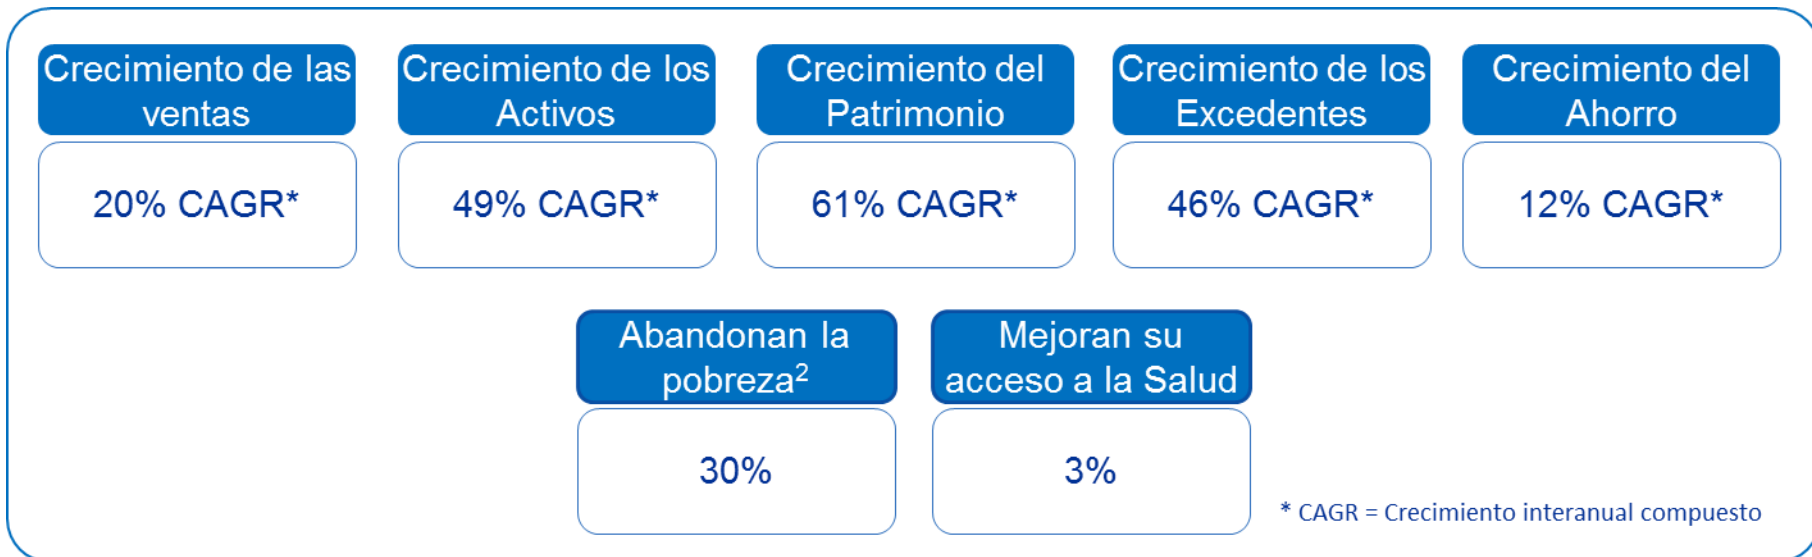 Crecimiento de las
ventas
20% CAGR*
Crecimiento de los
Activos
49% CAGR*
Crecimiento del
Patrimonio
61% CAGR*
Crecimiento de los
Excedentes
46% CAGR*
Crecimiento del
Ahorro
12% CAGR*
Abandonan la
pobreza²
30%
Mejoran su
acceso a la Salud
3%
* CAGR = Crecimiento interanual compuesto